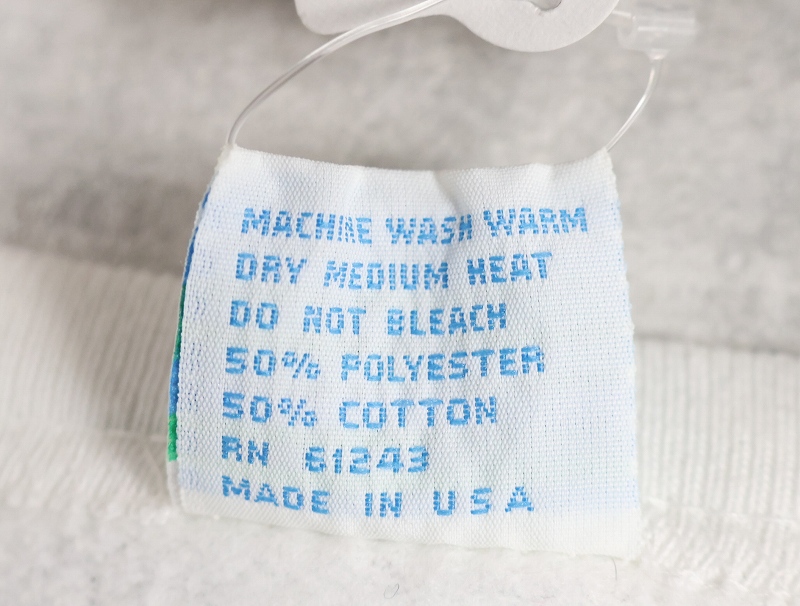 MACHINE WASH WARM
DRY MEDIUM HEAT
DO NOT BLEACH
50% POLYESTER
50% COTTON
RN 61243
MADE IN USA